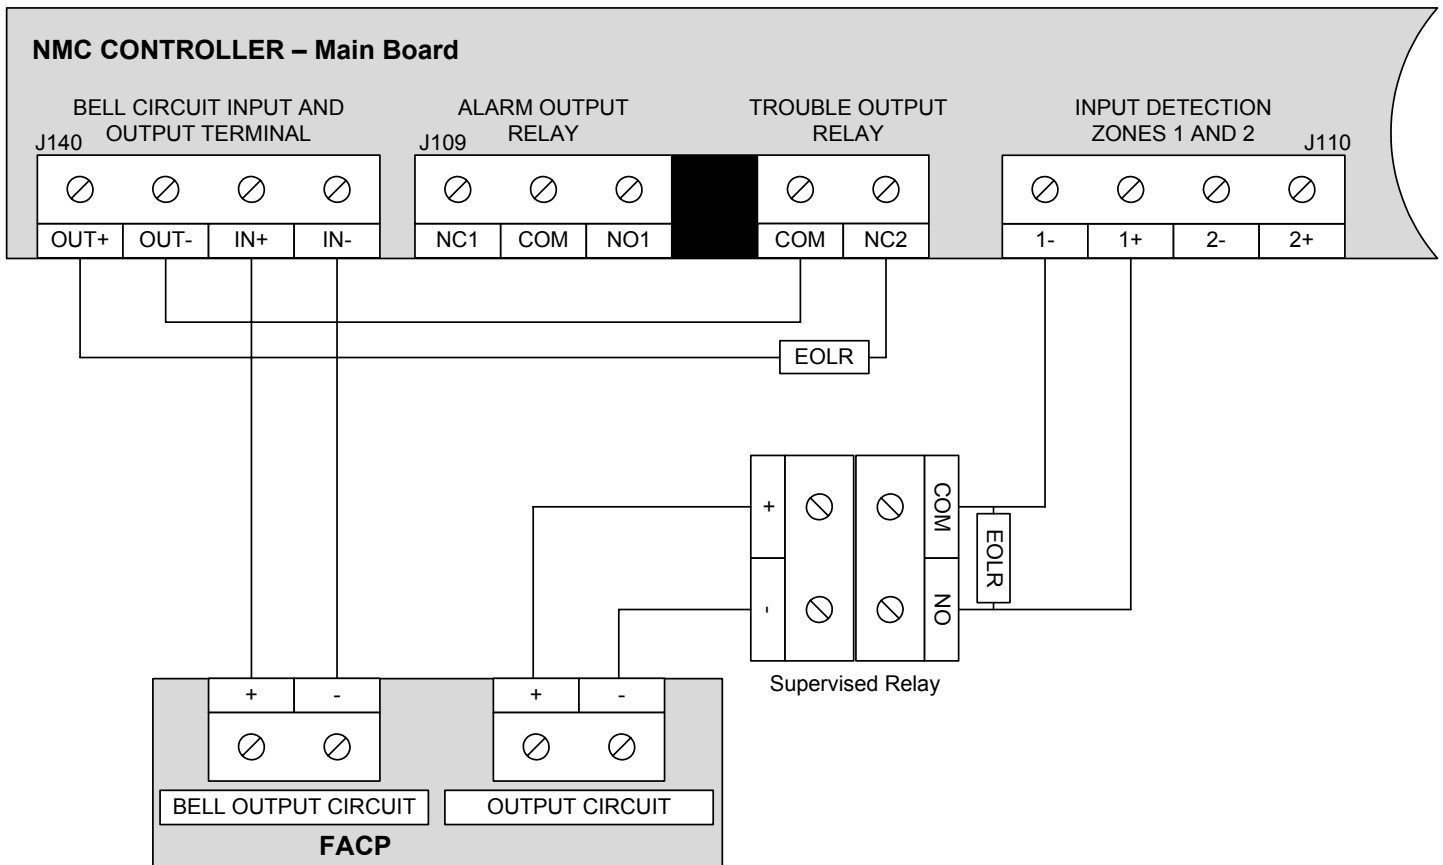 NMC CONTROLLER – Main Board
BELL CIRCUIT INPUT AND
OUTPUT TERMINAL
J140
ALARM OUTPUT
RELAY
J109
TROUBLE OUTPUT
RELAY
INPUT DETECTION
ZONES 1 AND 2
J110
OUT+ OUT- IN+ IN-
NC1 COM NO1
COM NC2
1- 1+ 2- 2+
EOLR
+
-
COM
NO
EOLR
Supervised Relay
+ -
+ -
BELL OUTPUT CIRCUIT
OUTPUT CIRCUIT
FACP